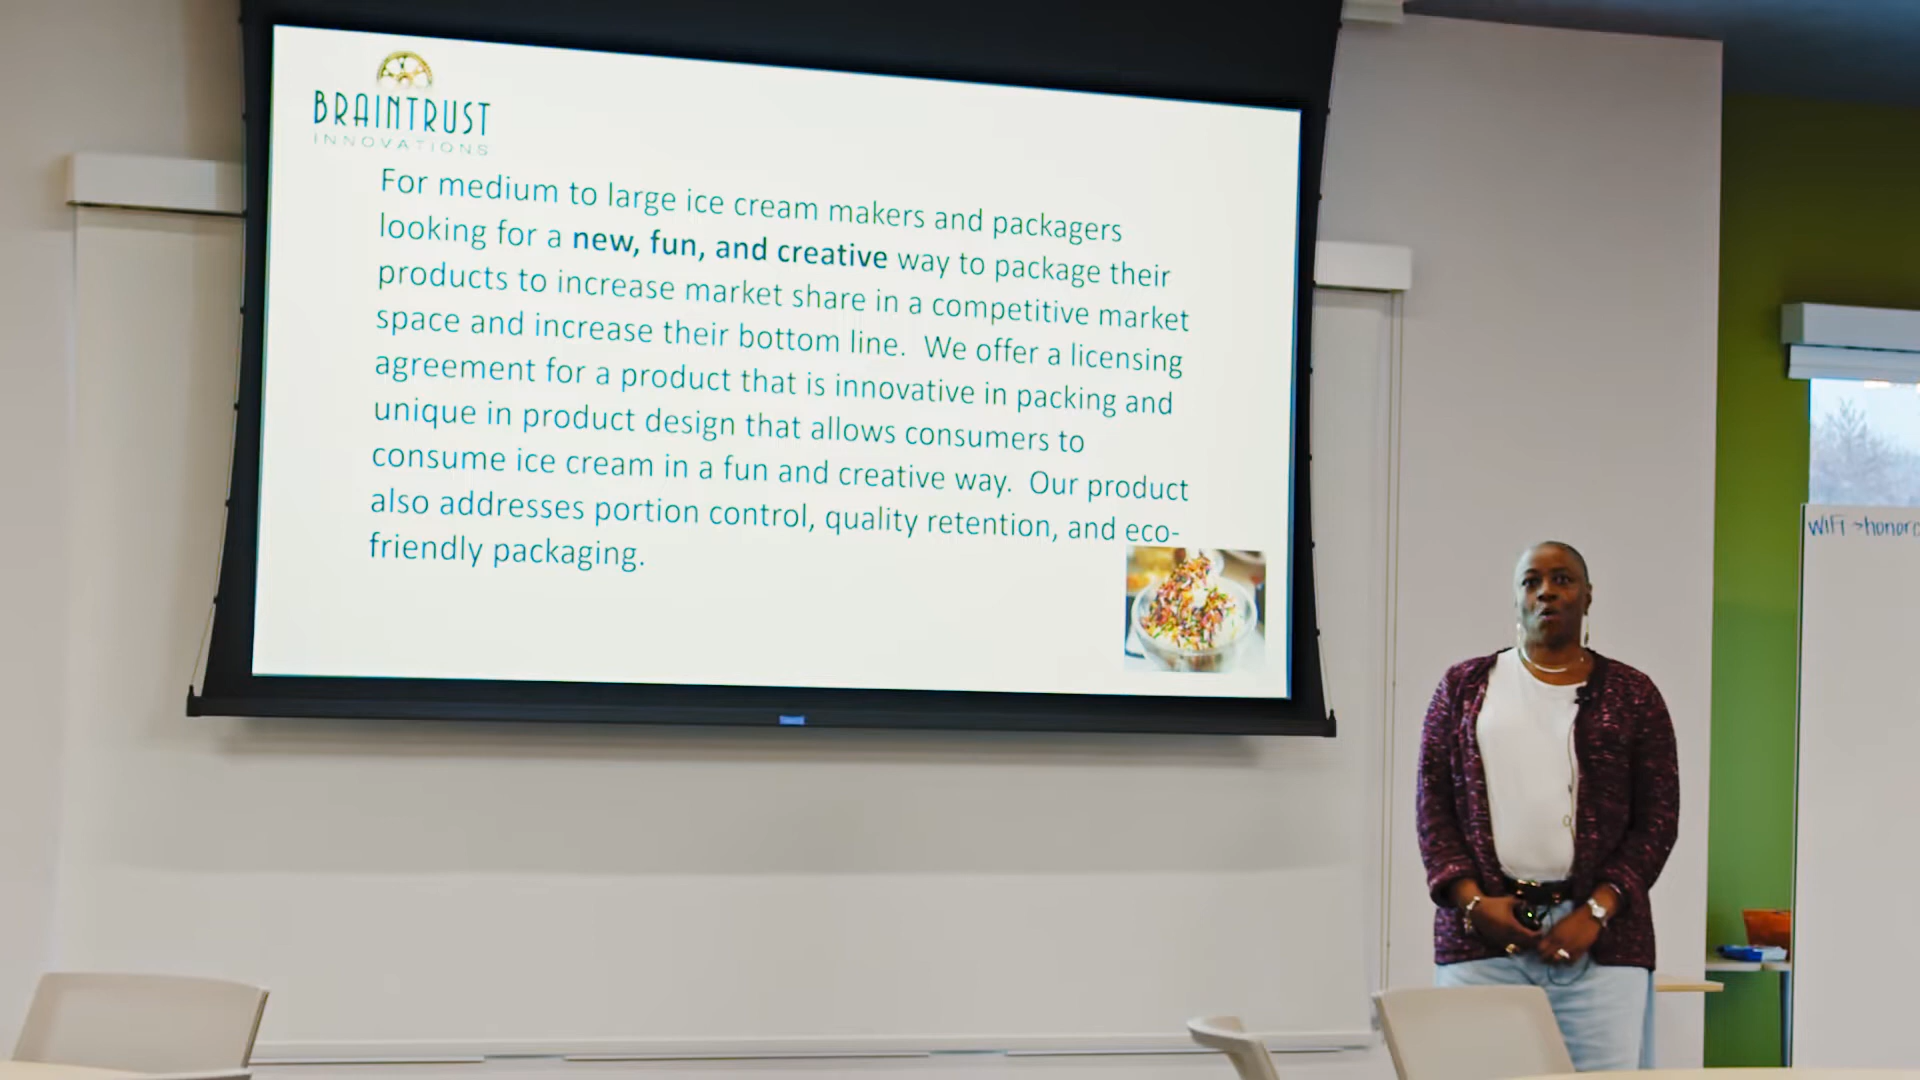 BRAINTRUST
INNOVATIONS
For medium to large ice cream makers and packagers
looking for a new, fun, and creative way to package their
products to increase market share in a competitive market
space and increase their bottom line. We offer a licensing
agreement for a product that is innovative in packing and
unique in product design that allows consumers to
consume ice cream in a fun and creative way. Our product
also addresses portion control, quality retention, and eco-
friendly packaging.
WiFi >honor